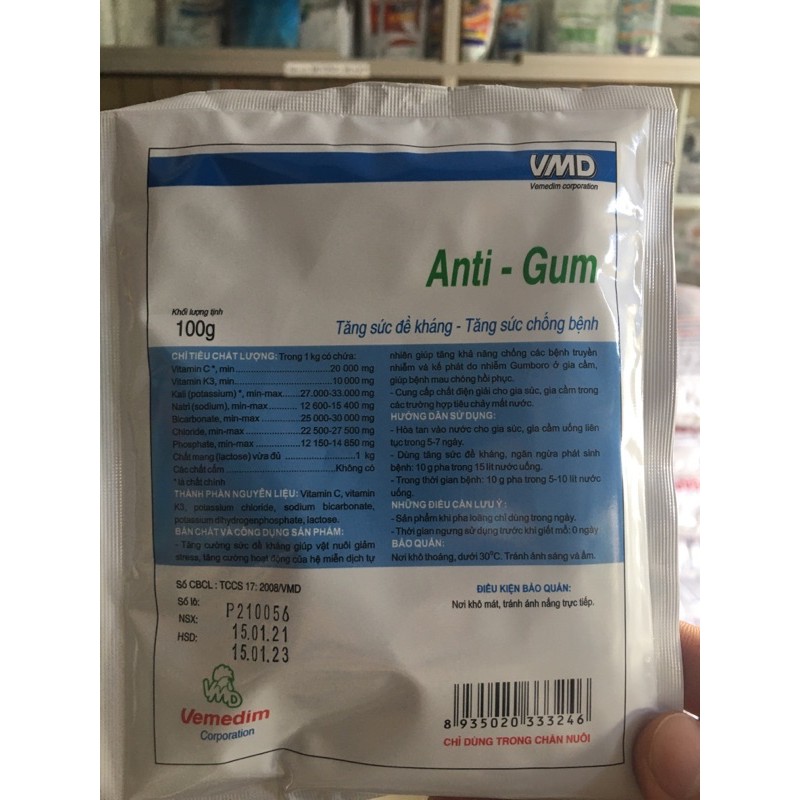 VMD
Vemedim corporation
Anti - Gum
Khối lượng tịnh
100g
Tăng sức đề kháng - Tăng sức chống bệnh
CHỈ TIÊU CHẤT LƯỢNG: Trong 1 kg có chứa:
Vitamin C*, min 20 000 mg
Vitamin K3, min 10 000 mg
Kali (potassium) *, min-max 27.000-33.000 mg
Natri (sodium), min-max 12 600-15 400 mg
Bicarbonate, min-max 25 000-30 000 mg
Chloride, min-max 22 500-27 500 mg
Phosphate, min-max 12 150-14 850 mg
Chất mang (lactose) vừa đủ 1 kg
Các chất cấm Không có
* là chất chính
THÀNH PHẦN NGUYÊN LIỆU: Vitamin C, vitamin
K3, potassium chloride, sodium bicarbonate,
potassium dihydrogenphosphate, lactose.
BẢN CHẤT VÀ CÔNG DỤNG SẢN PHẨM:
- Tăng cường sức đề kháng giúp vật nuôi giảm
stress, tăng cường hoạt động của hệ miễn dịch tự
nhiên giúp tăng khả năng chống các bệnh truyền
nhiễm và kế phát do nhiễm Gumboro ở gia cầm,
giúp bệnh mau chóng hồi phục.
- Cung cấp chất điện giải cho gia súc, gia cầm trong
các trường hợp tiêu chảy mất nước.
HƯỚNG DẪN SỬ DỤNG:
- Hòa tan vào nước cho gia súc, gia cầm uống liên
tục trong 5-7 ngày.
- Dùng tăng sức đề kháng, ngăn ngừa phát sinh
bệnh: 10 g pha trong 15 lít nước uống.
- Trong thời gian bệnh: 10 g pha trong 5-10 lít nước
uống.
NHỮNG ĐIỀU CẦN LƯU Ý:
- Sản phẩm khi pha loãng chỉ dùng trong ngày.
- Thời gian ngưng sử dụng trước khi giết mổ: 0 ngày
BẢO QUẢN:
Nơi khô thoáng, dưới 30°C. Tránh ánh sáng và ẩm.
Số CBCL : TCCS 17: 2008/VMD
Số lô: P210056
NSX: 15.01.21
HSD: 15.01.23
ĐIỀU KIỆN BẢO QUẢN:
Nơi khô mát, tránh ánh nắng trực tiếp.
VMD
Vemedim
Corporation
8 935020 333246
CHỈ DÙNG TRONG CHĂN NUÔI